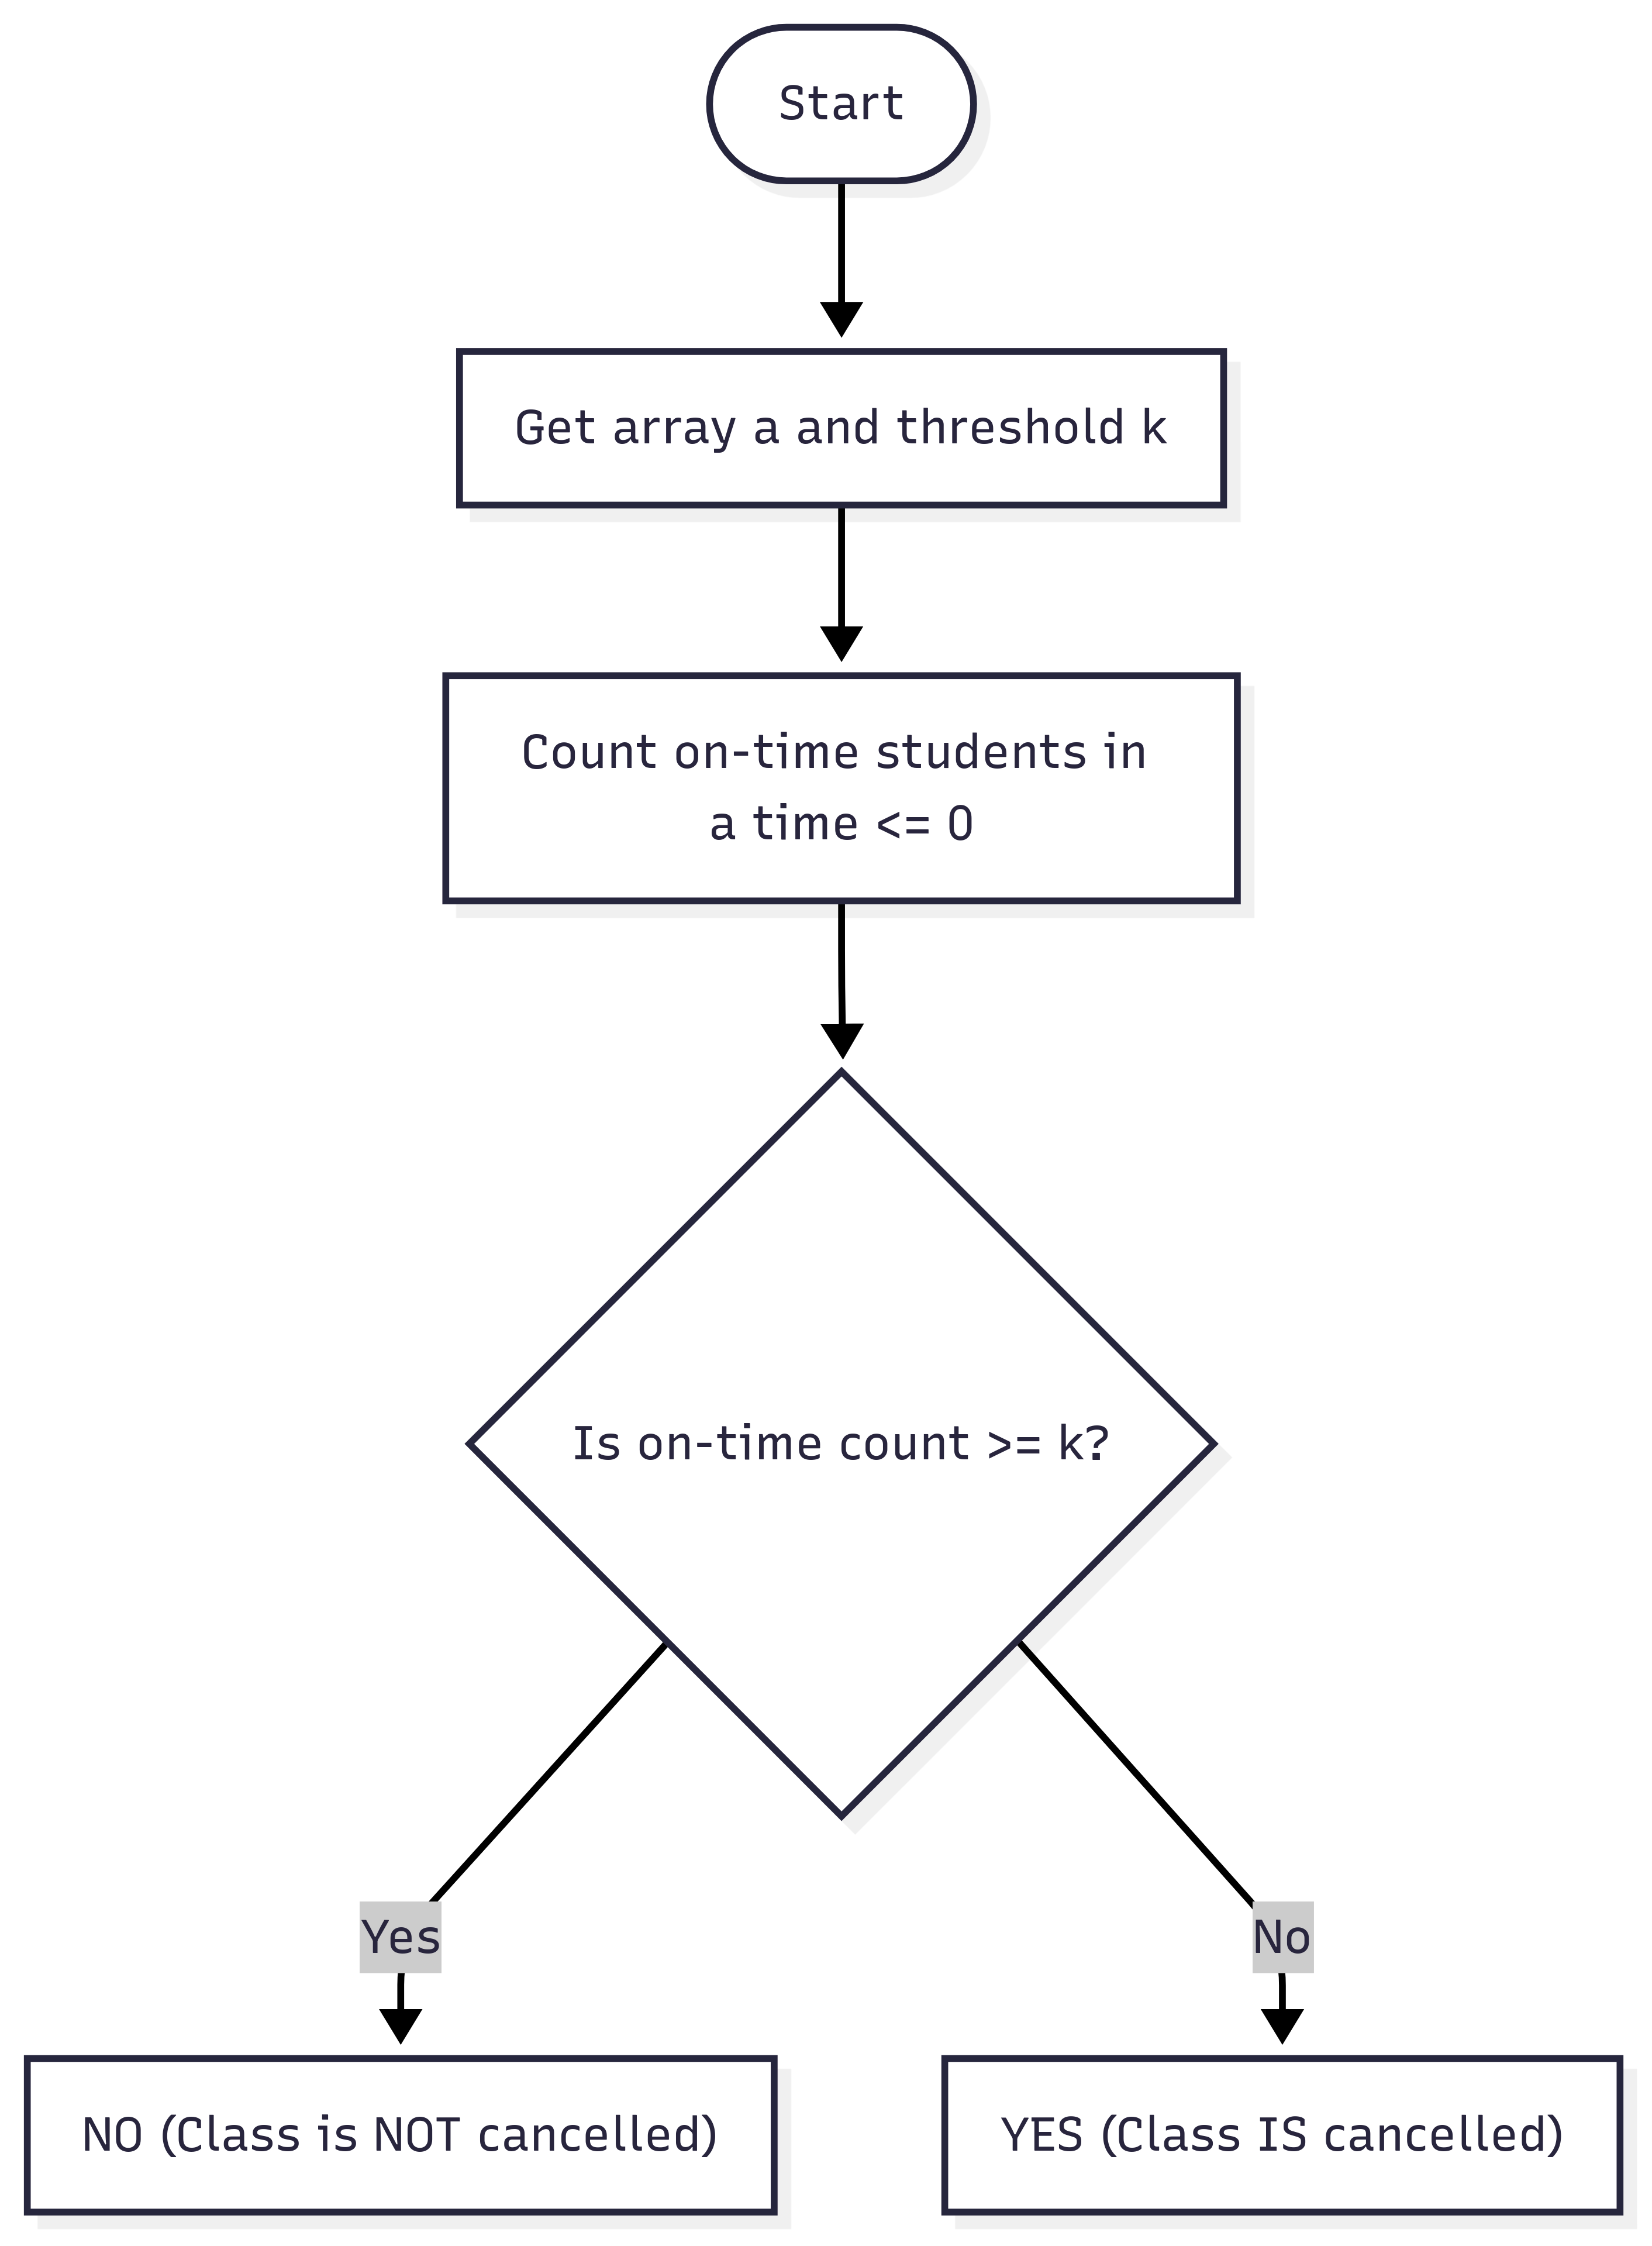 Start
Get array a and threshold k
Count on-time students in
a time <= 0
Is on-time count >= k?
Yes
No
NO (Class is NOT cancelled)
YES (Class IS cancelled)